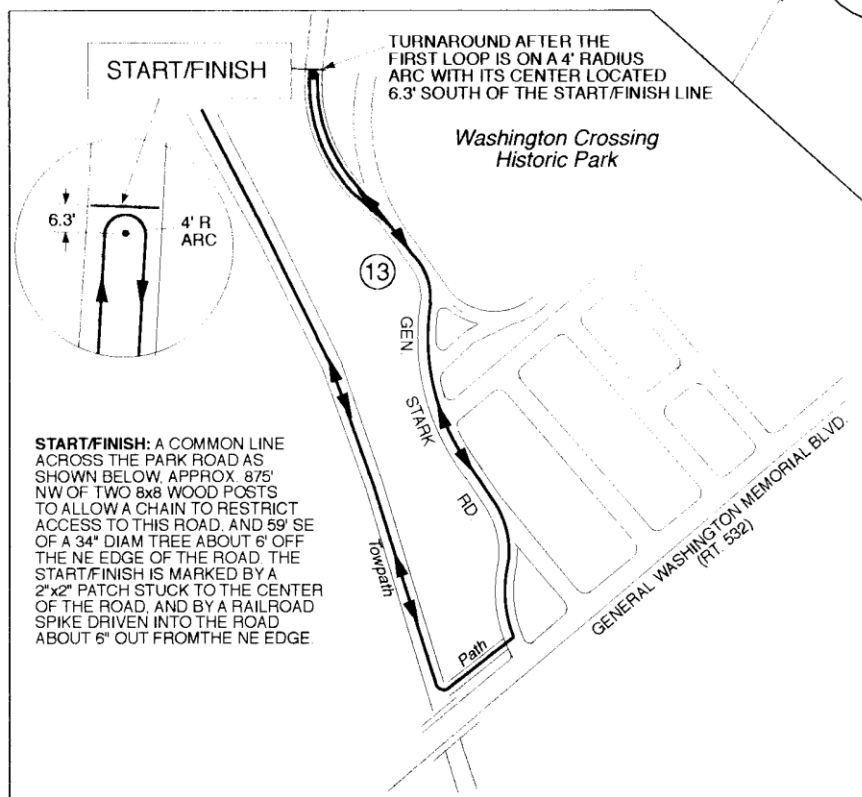 START/FINISH
TURNAROUND AFTER THE
FIRST LOOP IS ON A 4' RADIUS
ARC WITH ITS CENTER LOCATED
6.3' SOUTH OF THE START/FINISH LINE
Washington Crossing
Historic Park
6.3'
4' R
ARC
13
GEN.
STARK
RD.
START/FINISH: A COMMON LINE
ACROSS THE PARK ROAD AS
SHOWN BELOW, APPROX. 875'
NW OF TWO 8x8 WOOD POSTS
TO ALLOW A CHAIN TO RESTRICT
ACCESS TO THIS ROAD, AND 59' SE
OF A 34" DIAM TREE ABOUT 6' OFF
THE NE EDGE OF THE ROAD. THE
START/FINISH IS MARKED BY A
2"x2" PATCH STUCK TO THE CENTER
OF THE ROAD, AND BY A RAILROAD
SPIKE DRIVEN INTO THE ROAD
ABOUT 6" OUT FROM THE NE EDGE.
Towpath
Path
GENERAL WASHINGTON MEMORIAL BLVD.
(RT. 532)